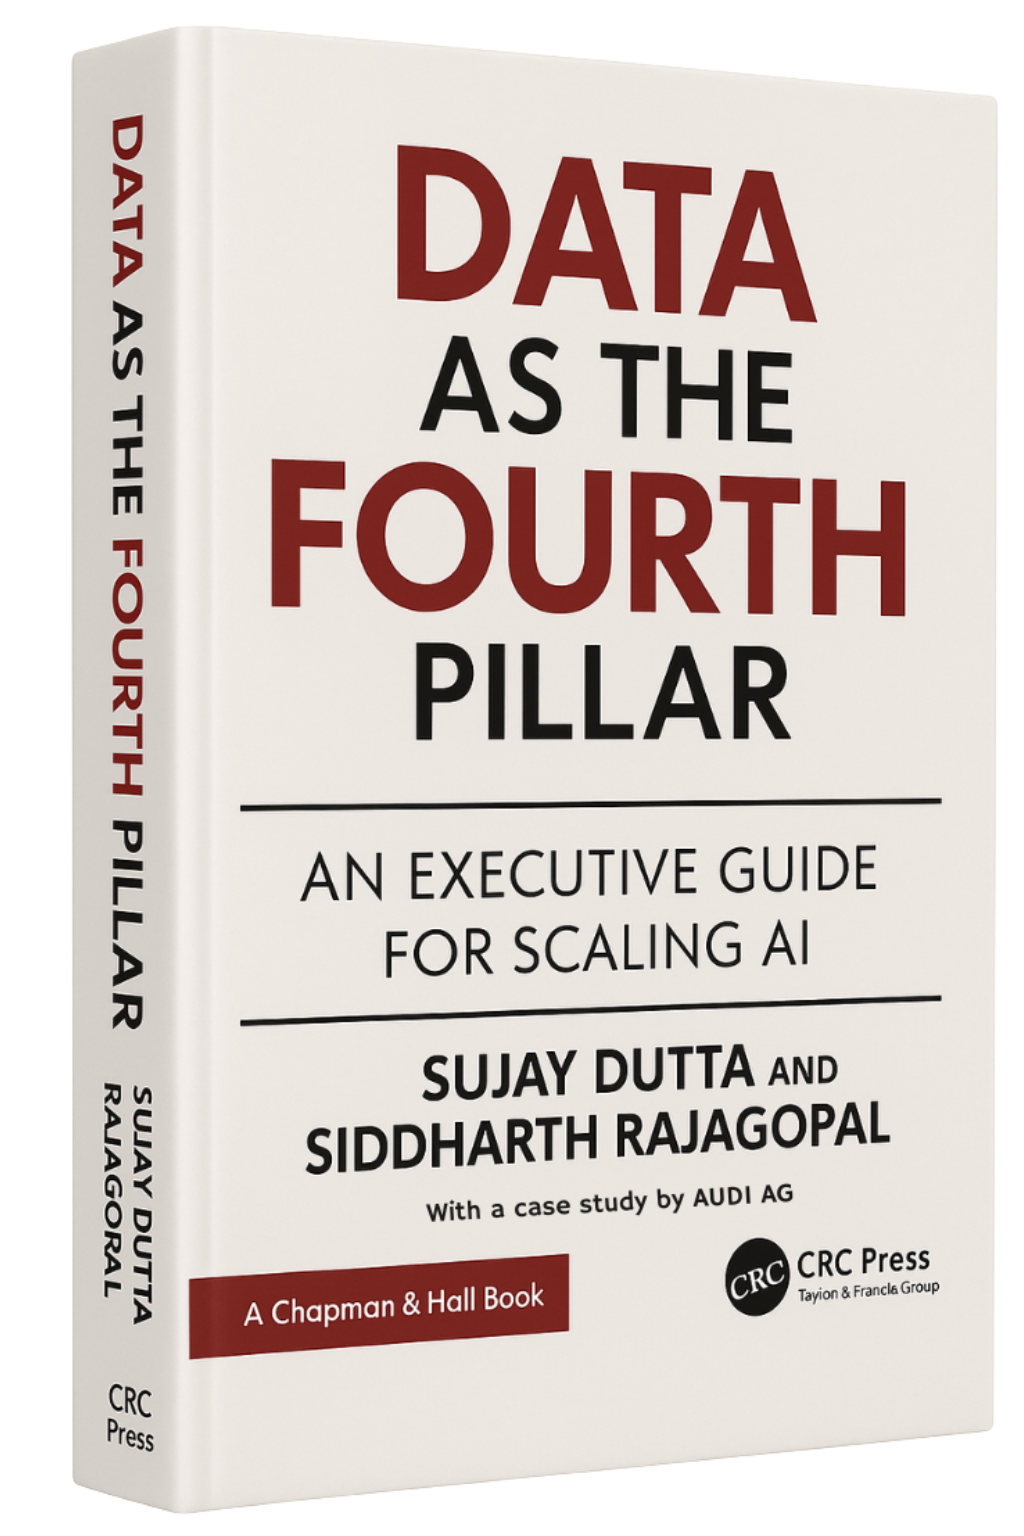 DATA AS THE FOURTH PILLAR
SUJAY DUTTA
RAJAGORAL
CRC
Press
DATA
AS THE
FOURTH
PILLAR
AN EXECUTIVE GUIDE
FOR SCALING AI
SUJAY DUTTA AND
SIDDHARTH RAJAGOPAL
With a case study by AUDI AG
A Chapman & Hall Book
CRC
CRC Press
Tayion & Francla Group